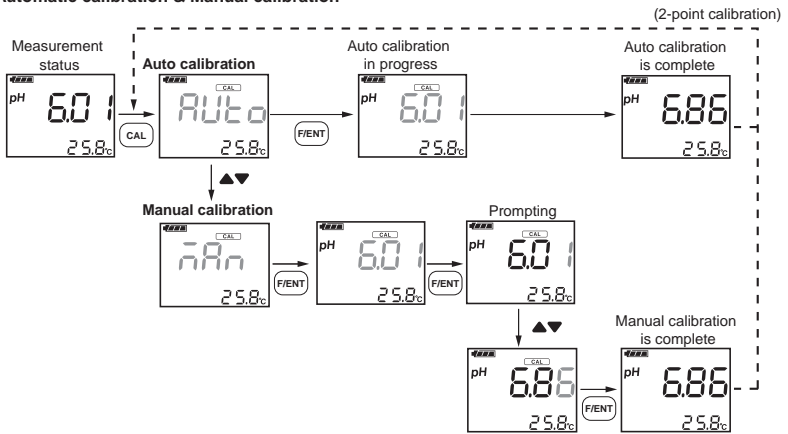 Automatic calibration & Manual calibration
(2-point calibration)
Measurement
status
Auto calibration
Auto calibration
in progress
Auto calibration
is complete
pH 6.01
25.8°C
CAL
CAL
AUto
25.8°C
F/ENT
CAL
pH 6.01
25.8°C
pH 6.86
25.8°C
▲▼
Manual calibration
Prompting
CAL
mAn
25.8°C
F/ENT
CAL
pH 6.01
25.8°C
F/ENT
CAL
pH 6.01
25.8°C
▲▼
Manual calibration
is complete
CAL
pH 6.86
25.8°C
F/ENT
pH 6.86
25.8°C